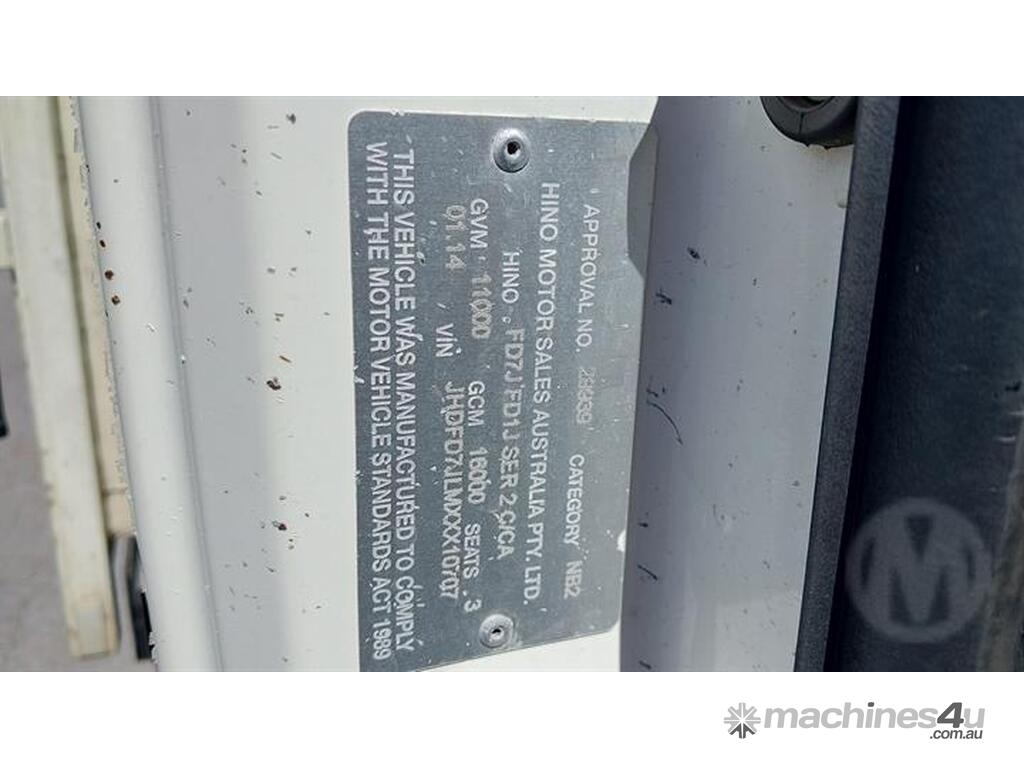 APPROVAL NO. 28939 CATEGORY NB2
HINO MOTOR SALES AUSTRALIA PTY. LTD.
HINO . FD7J FD1J SER 2 C/CA
GVM 11000 GCM 16000 SEATS . 3
01.14 VIN JHDFD7JLMXXX10707
THIS VEHICLE WAS MANUFACTURED TO COMPLY
WITH THE MOTOR VEHICLE STANDARDS ACT 1989
M
machines4u
.com.au